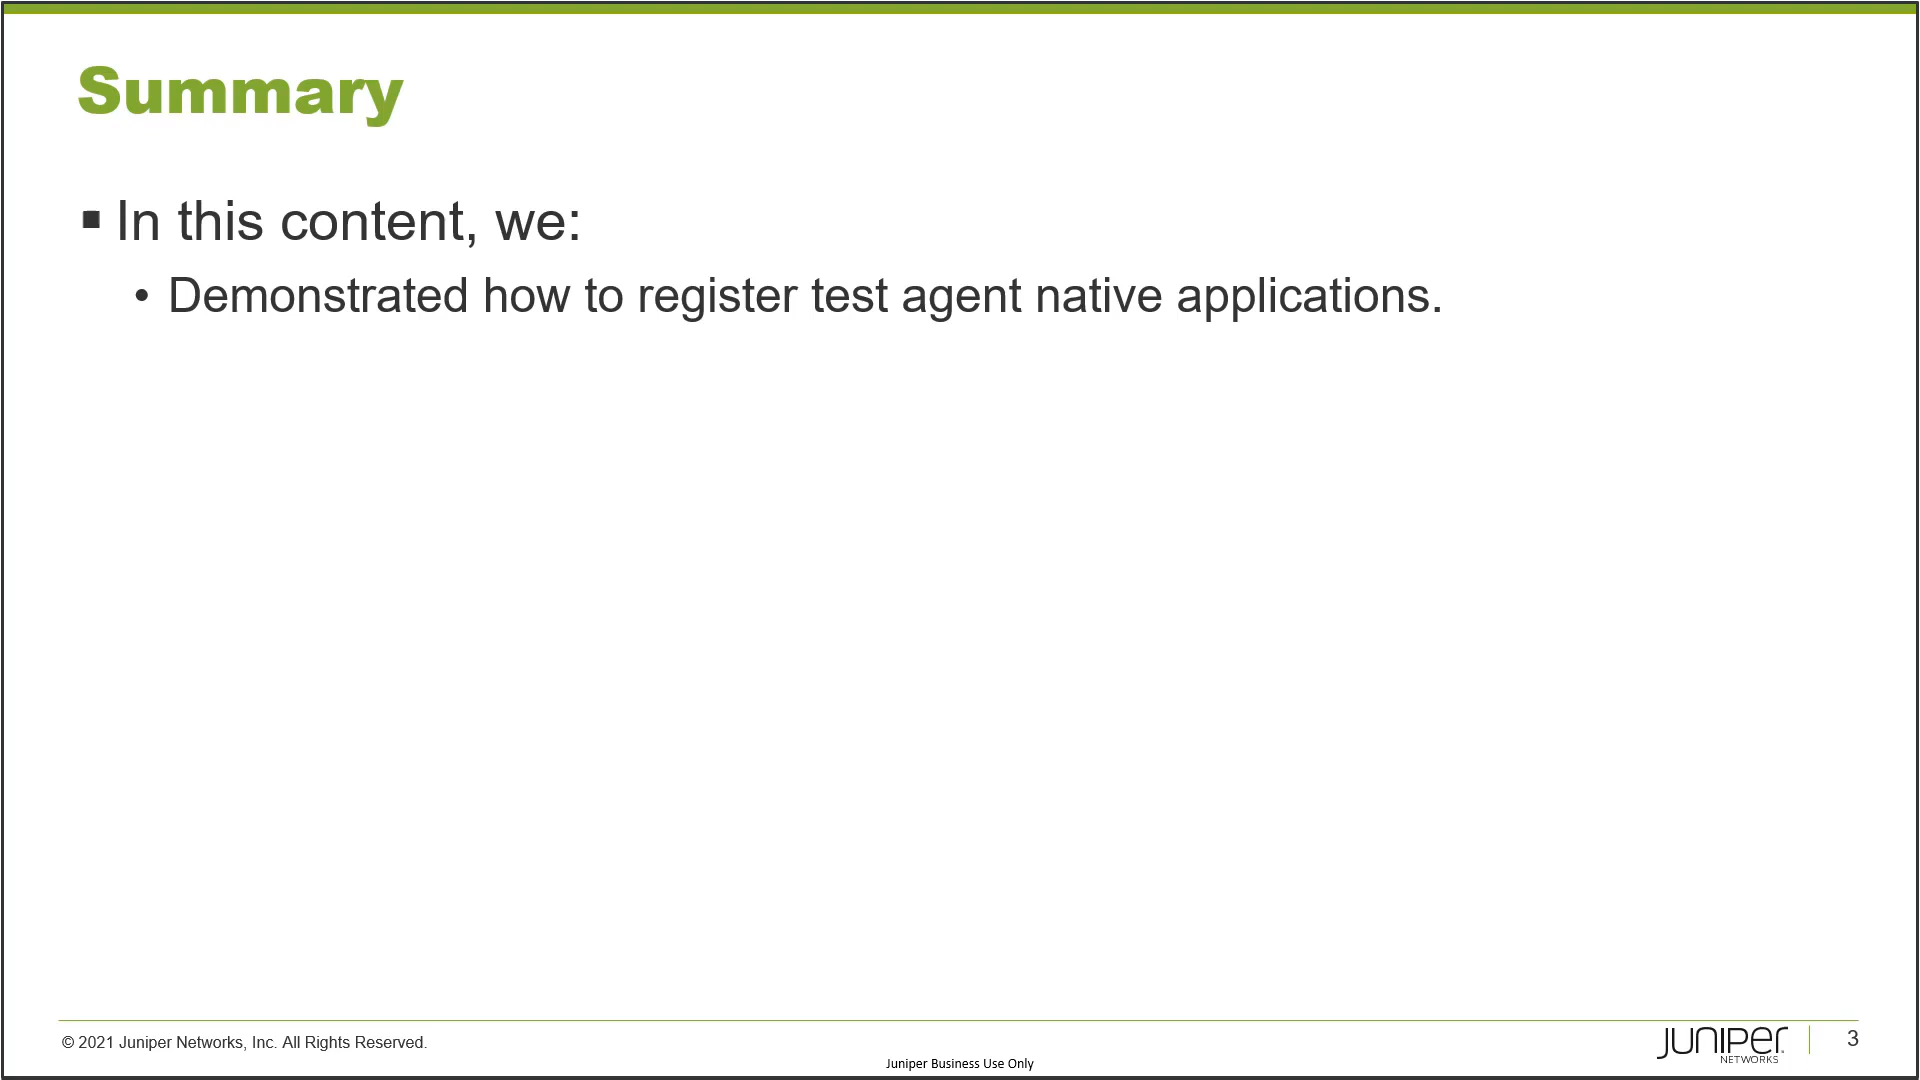 Summary
▪ In this content, we:
• Demonstrated how to register test agent native applications.
© 2021 Juniper Networks, Inc. All Rights Reserved.
Juniper Business Use Only
JUNIPER
NETWORKS
3